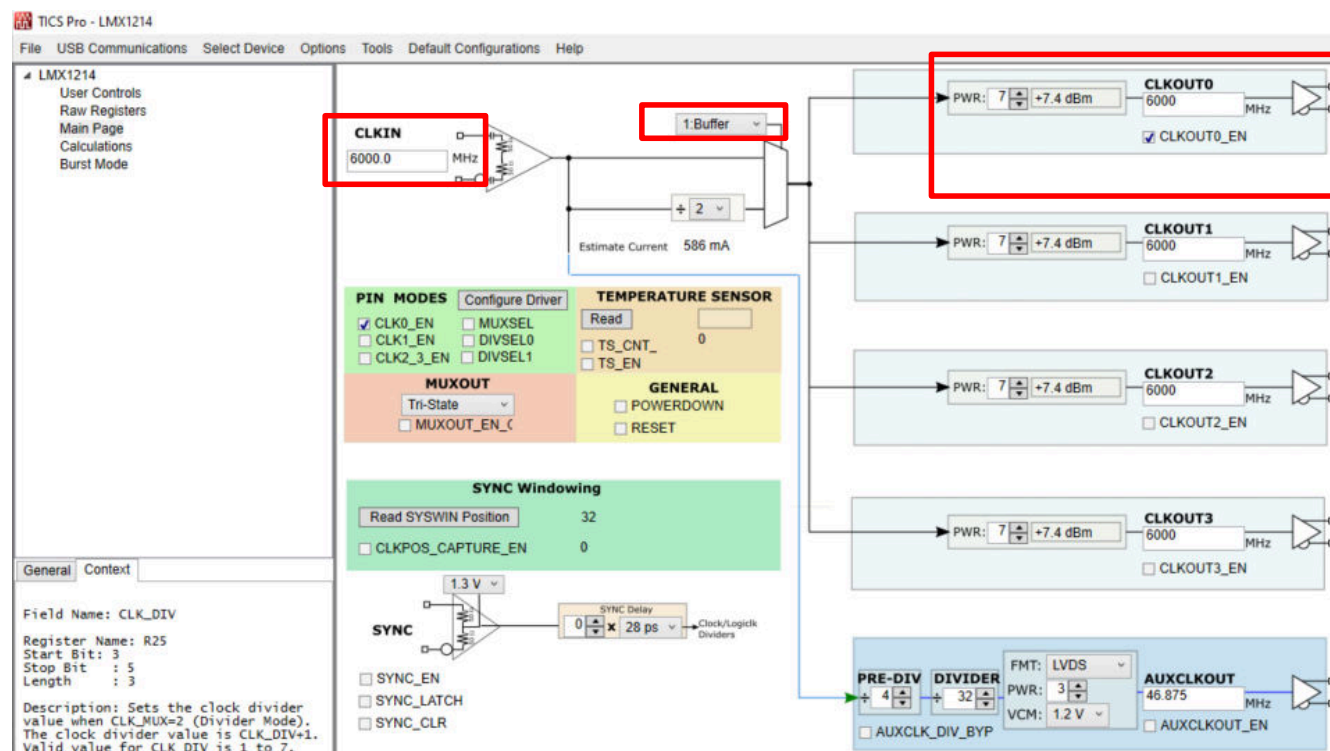 TICS Pro - LMX1214
File USB Communications Select Device Options Tools Default Configurations Help
LMX1214
User Controls
Raw Registers
Main Page
Calculations
Burst Mode
General Context
Field Name: CLK_DIV
Register Name: R25
Start Bit: 3
Stop Bit : 5
Length : 3
Description: Sets the clock divider
value when CLK_MUX=2 (Divider Mode).
The clock divider value is CLK_DIV+1.
Valid value for CLK_DIV is 1 to 7.
CLKIN
6000.0 MHz
1:Buffer
÷ 2
Estimate Current 586 mA
PIN MODES Configure Driver
CLK0_EN MUXSEL
CLK1_EN DIVSEL0
CLK2_3_EN DIVSEL1
TEMPERATURE SENSOR
Read
TS_CNT_ 0
TS_EN
MUXOUT
Tri-State
MUXOUT_EN_(
GENERAL
POWERDOWN
RESET
SYNC Windowing
Read SYSWIN Position 32
CLKPOS_CAPTURE_EN 0
1.3 V
SYNC
SYNC Delay
0 x 28 ps
Clock/Logiclk
Dividers
SYNC_EN
SYNC_LATCH
SYNC_CLR
CLKOUT0
PWR: 7 +7.4 dBm 6000 MHz
CLKOUT0_EN
CLKOUT1
PWR: 7 +7.4 dBm 6000 MHz
CLKOUT1_EN
CLKOUT2
PWR: 7 +7.4 dBm 6000 MHz
CLKOUT2_EN
CLKOUT3
PWR: 7 +7.4 dBm 6000 MHz
CLKOUT3_EN
PRE-DIV DIVIDER
÷ 4 ÷ 32
AUXCLK_DIV_BYP
FMT: LVDS
PWR: 3
VCM: 1.2 V
AUXCLKOUT
46.875 MHz
AUXCLKOUT_EN